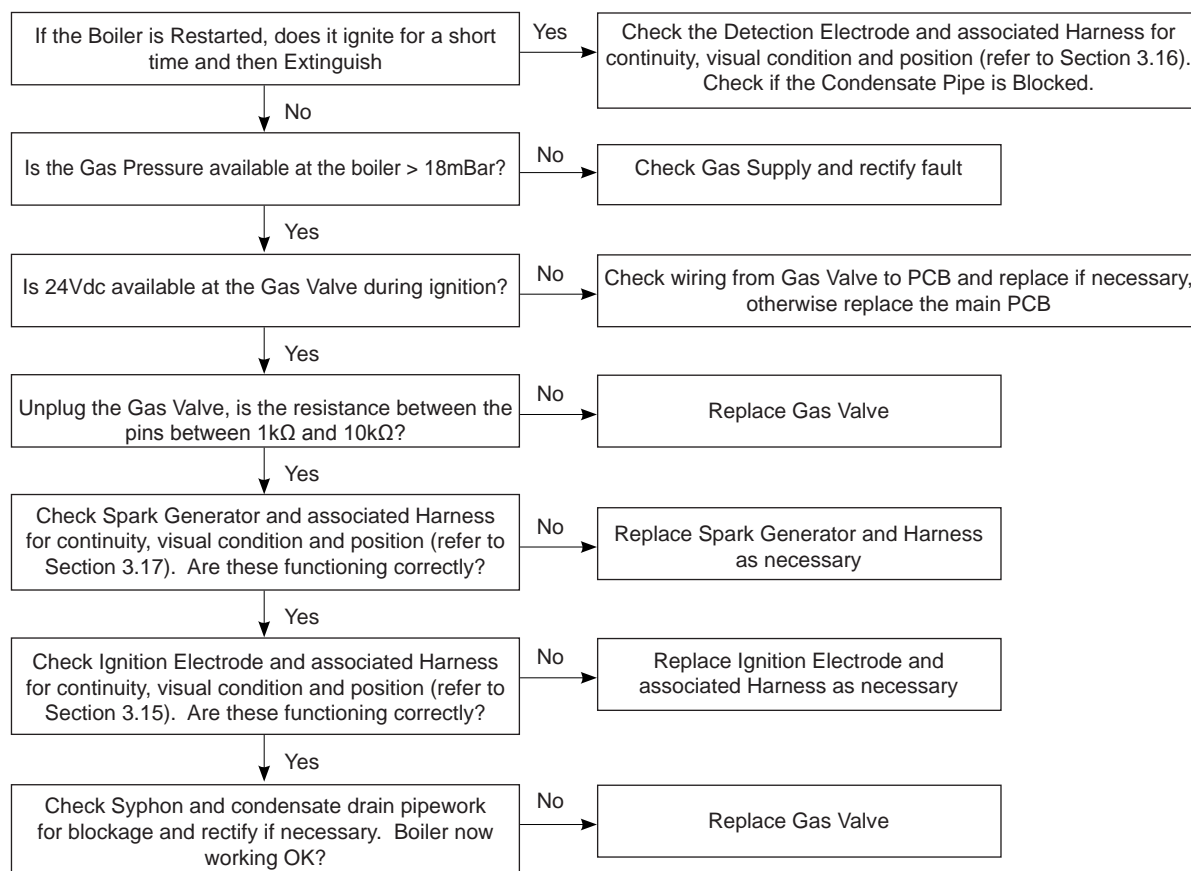 If the Boiler is Restarted, does it ignite for a short
time and then Extinguish
Yes
Check the Detection Electrode and associated Harness for
continuity, visual condition and position (refer to Section 3.16).
Check if the Condensate Pipe is Blocked.
No
Is the Gas Pressure available at the boiler > 18mBar?
No
Check Gas Supply and rectify fault
Yes
Is 24Vdc available at the Gas Valve during ignition?
No
Check wiring from Gas Valve to PCB and replace if necessary,
otherwise replace the main PCB
Yes
Unplug the Gas Valve, is the resistance between the
pins between 1kΩ and 10kΩ?
No
Replace Gas Valve
Yes
Check Spark Generator and associated Harness
for continuity, visual condition and position (refer to
Section 3.17).  Are these functioning correctly?
No
Replace Spark Generator and Harness
as necessary
Yes
Check Ignition Electrode and associated Harness
for continuity, visual condition and position (refer to
Section 3.15).  Are these functioning correctly?
No
Replace Ignition Electrode and
associated Harness as necessary
Yes
Check Syphon and condensate drain pipework
for blockage and rectify if necessary.  Boiler now
working OK?
No
Replace Gas Valve